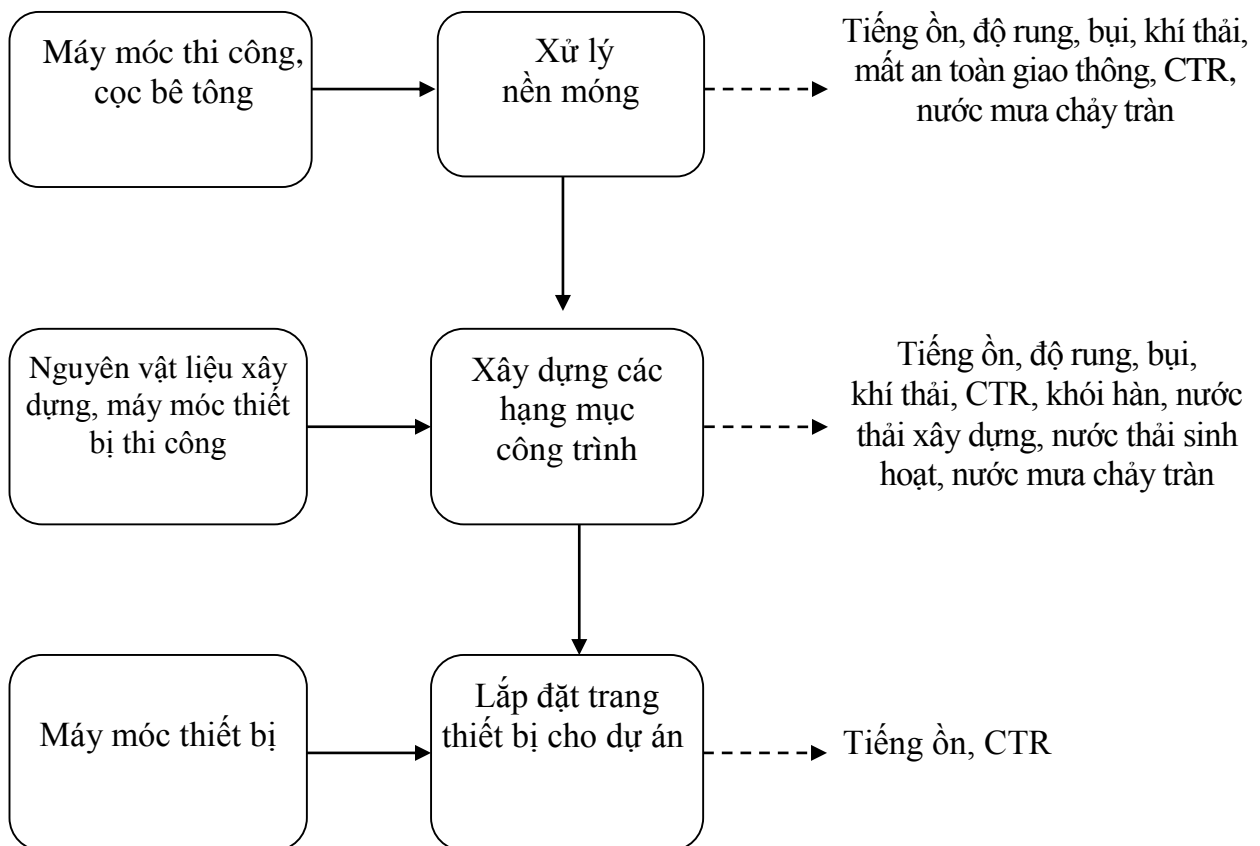 Máy móc thi công,
cọc bê tông
Xử lý
nền móng
Tiếng ồn, độ rung, bụi, khí thải,
mất an toàn giao thông, CTR,
nước mưa chảy tràn
Nguyên vật liệu xây
dựng, máy móc thiết
bị thi công
Xây dựng các
hạng mục
công trình
Tiếng ồn, độ rung, bụi,
khí thải, CTR, khói hàn, nước
thải xây dựng, nước thải sinh
hoạt, nước mưa chảy tràn
Máy móc thiết bị
Lắp đặt trang
thiết bị cho dự án
Tiếng ồn, CTR